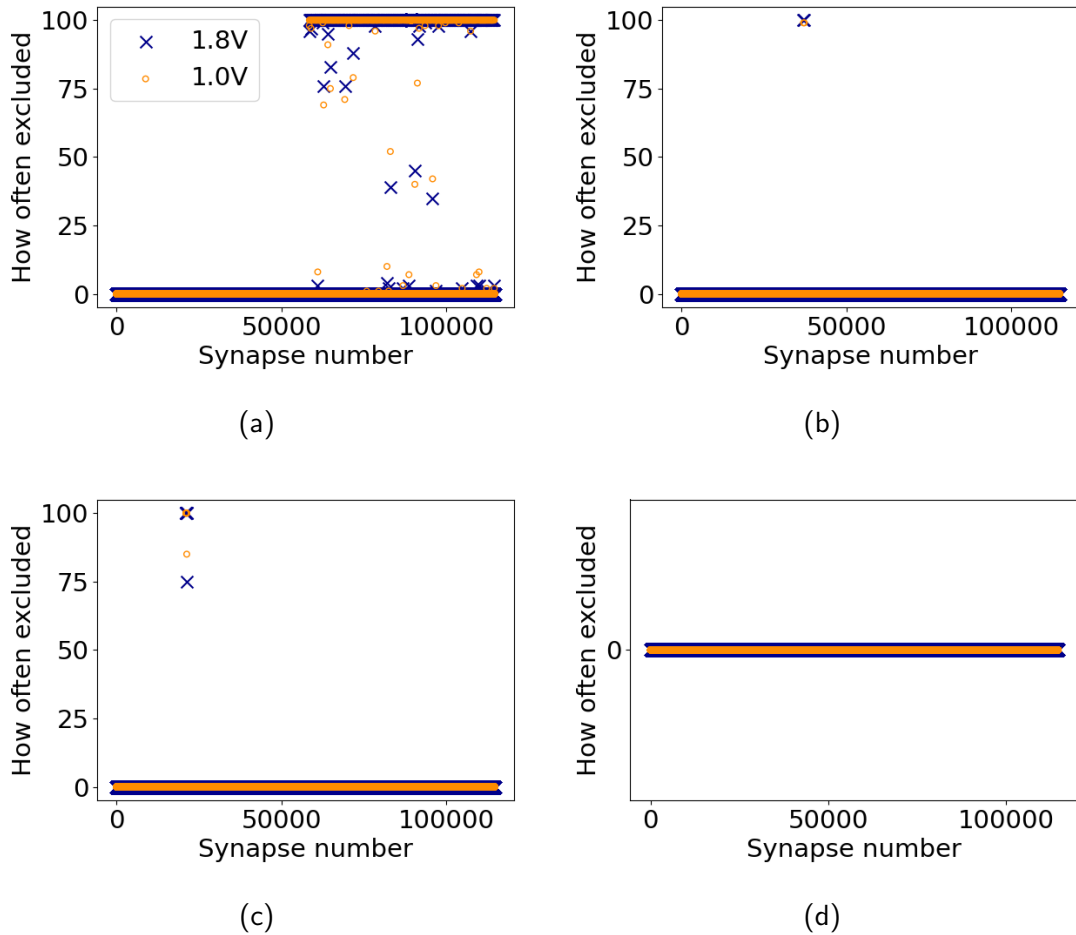 1.8V
1.0V
How often excluded
100
75
50
25
0
0 50000 100000
Synapse number
(a)
How often excluded
100
75
50
25
0
0 50000 100000
Synapse number
(b)
How often excluded
100
75
50
25
0
0 50000 100000
Synapse number
(c)
How often excluded
0
0 50000 100000
Synapse number
(d)